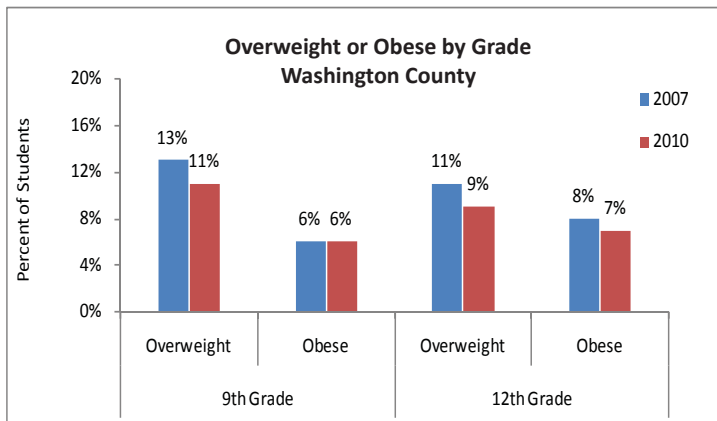 Overweight or Obese by Grade
Washington County
Percent of Students
20%
16%
12%
8%
4%
0%
2007
2010
13%
11%
6%
6%
11%
9%
8%
7%
Overweight
Obese
Overweight
Obese
9th Grade
12th Grade